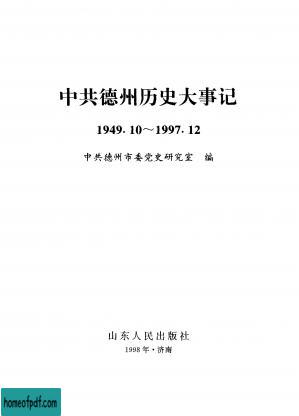 中共德州历史大事记
1949.10～1997.12
中共德州市委党史研究室 编
山东人民出版社
1998年·济南
homeofpdf.com